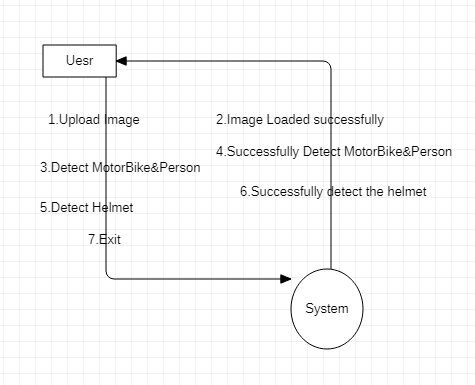 Uesr
1.Upload Image
2.Image Loaded successfully
4.Successfully Detect MotorBike&Person
3.Detect MotorBike&Person
6.Successfully detect the helmet
5.Detect Helmet
7.Exit
System